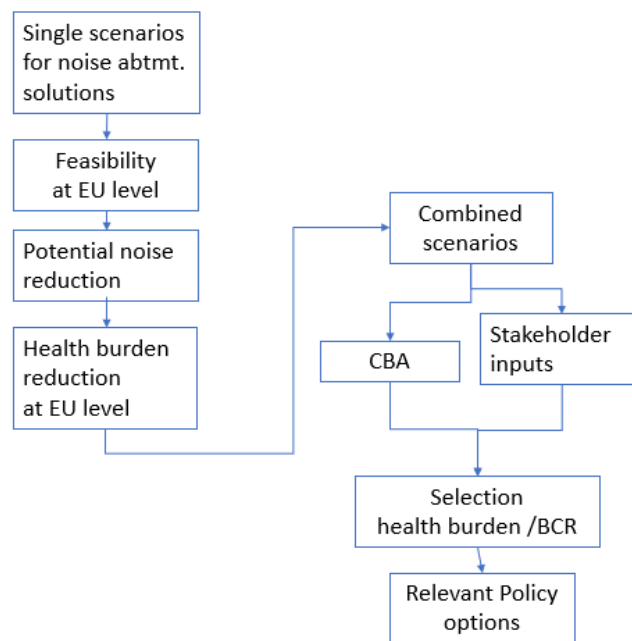 Single scenarios
for noise abtmt.
solutions
Feasibility
at EU level
Potential noise
reduction
Health burden
reduction
at EU level
Combined
scenarios
CBA
Stakeholder
inputs
Selection
health burden /BCR
Relevant Policy
options